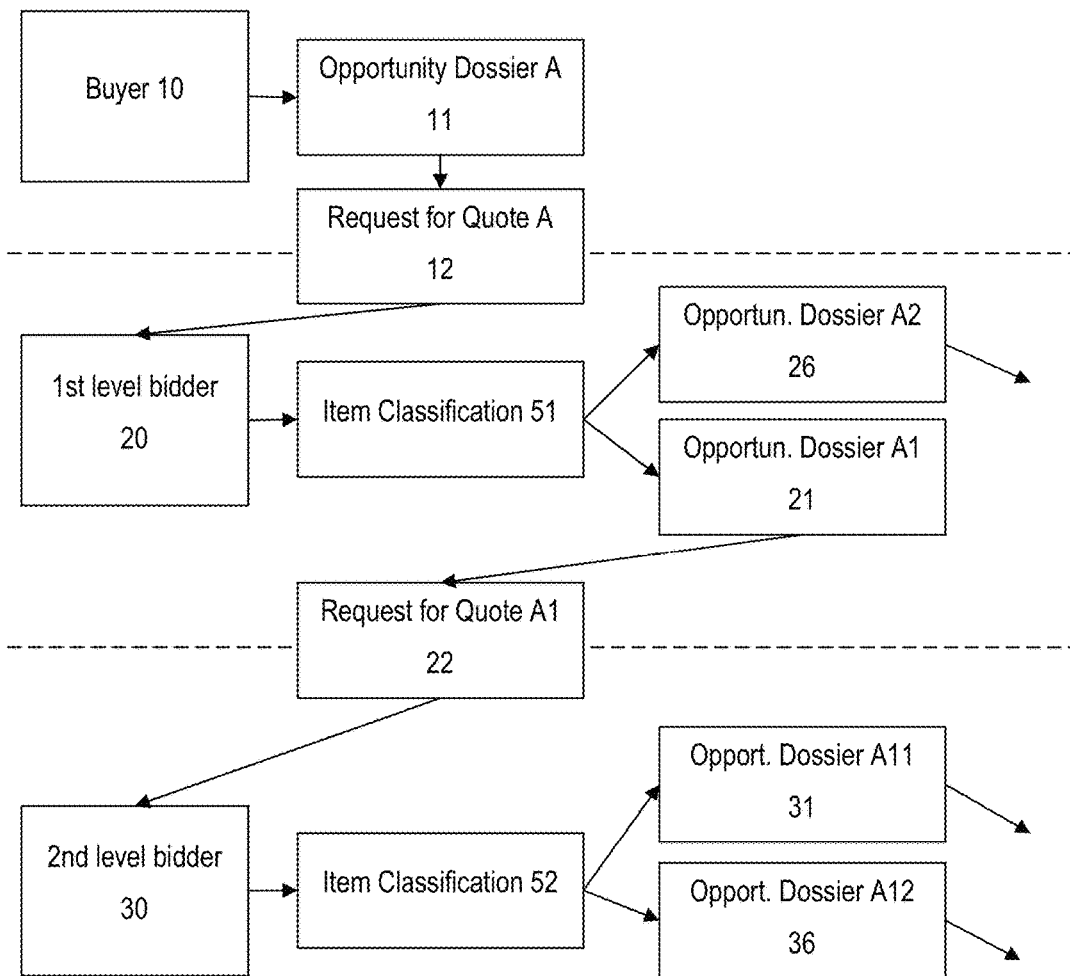 Buyer 10
Opportunity Dossier A
11
Request for Quote A
12
Opportun. Dossier A2
26
1st level bidder
20
Item Classification 51
Opportun. Dossier A1
21
Request for Quote A1
22
Opport. Dossier A11
31
2nd level bidder
30
Item Classification 52
Opport. Dossier A12
36